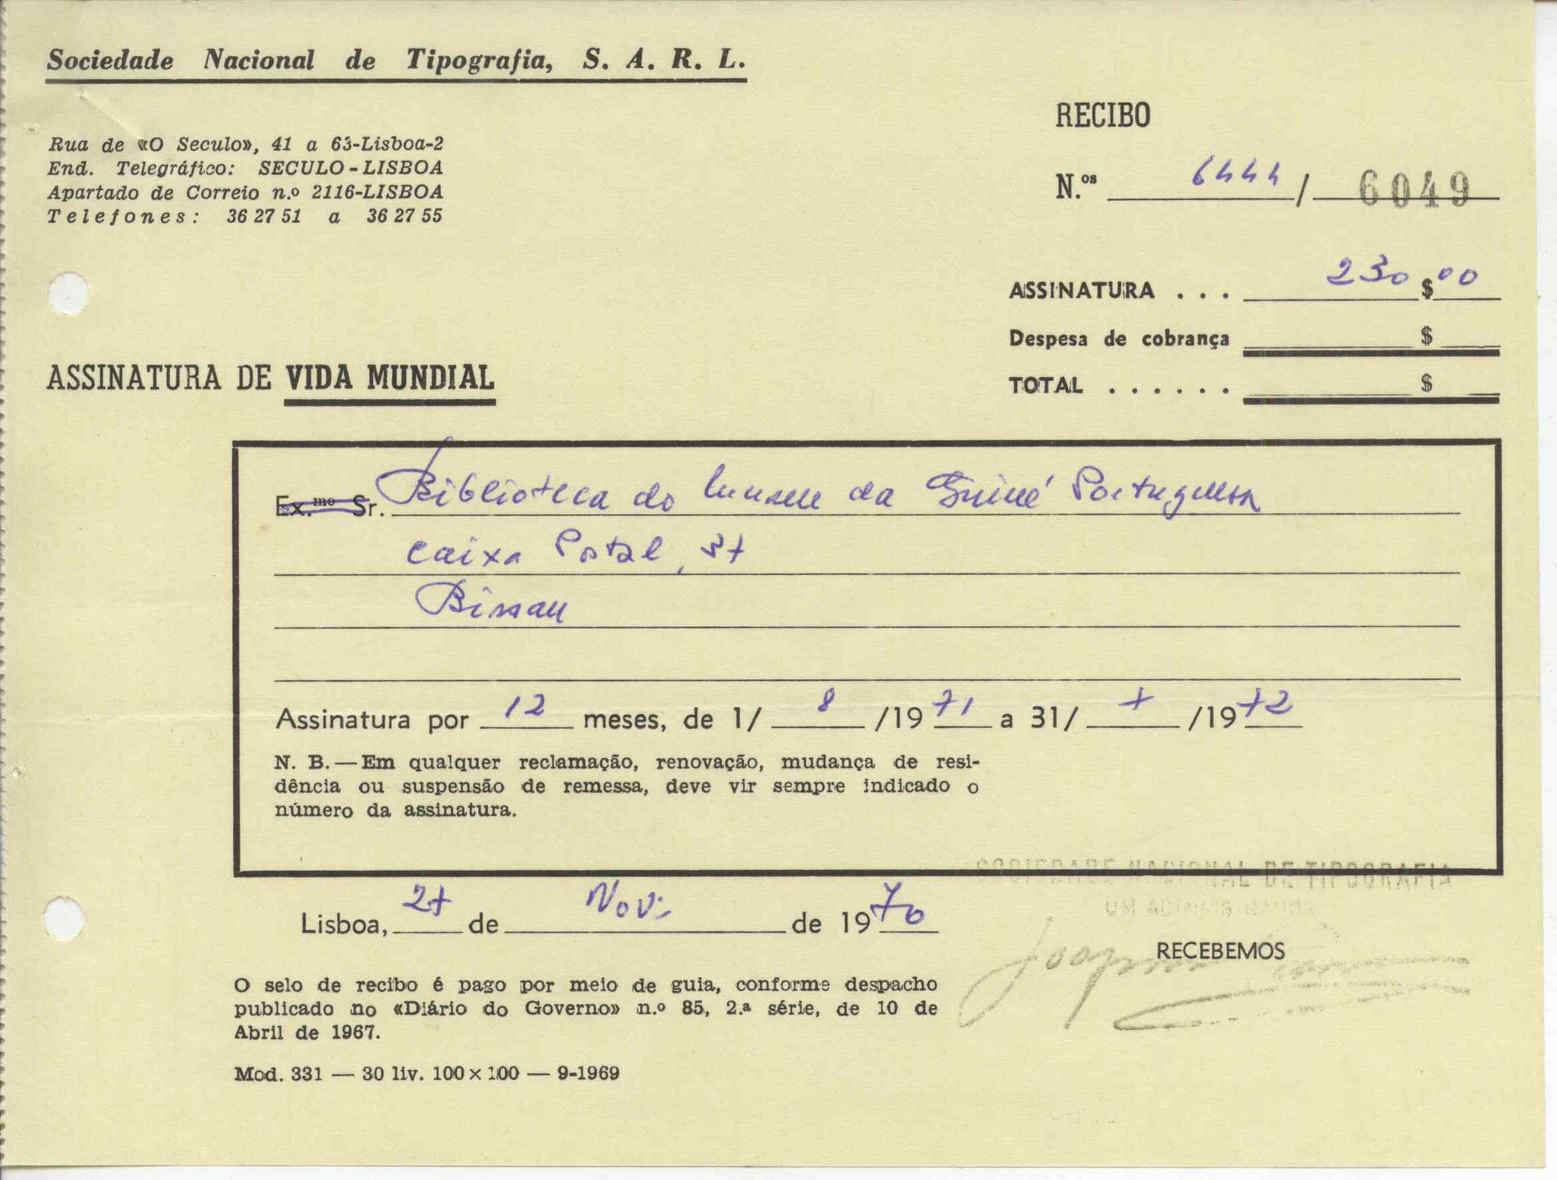 Sociedade Nacional de Tipografia, S. A. R. L.
Rua de «O Seculo», 41 a 63-Lisboa-2
End. Telegráfico: SECULO-LISBOA
Apartado de Correio n.º 2116-LISBOA
Telefones: 36 27 51 a 36 27 55
RECIBO
N.os 6444 / 6049
ASSINATURA . . . 230$00
Despesa de cobrança $
TOTAL . . . . . . $
ASSINATURA DE VIDA MUNDIAL
Ex.mo Sr. Biblioteca do Museu da Guiné Portuguesa
Caixa Postal, 37
Bissau
Assinatura por 12 meses, de 1/ 8 /1971 a 31/ 7 /1972
N. B.—Em qualquer reclamação, renovação, mudança de resi-
dência ou suspensão de remessa, deve vir sempre indicado o
número da assinatura.
SOCIEDADE NACIONAL DE TIPOGRAFIA
Lisboa, 27 de Nov. de 1970
RECEBEMOS
O selo de recibo é pago por meio de guia, conforme despacho
publicado no «Diário do Governo» n.º 85, 2.ª série, de 10 de
Abril de 1967.
Mod. 331 — 30 liv. 100×100 — 9-1969